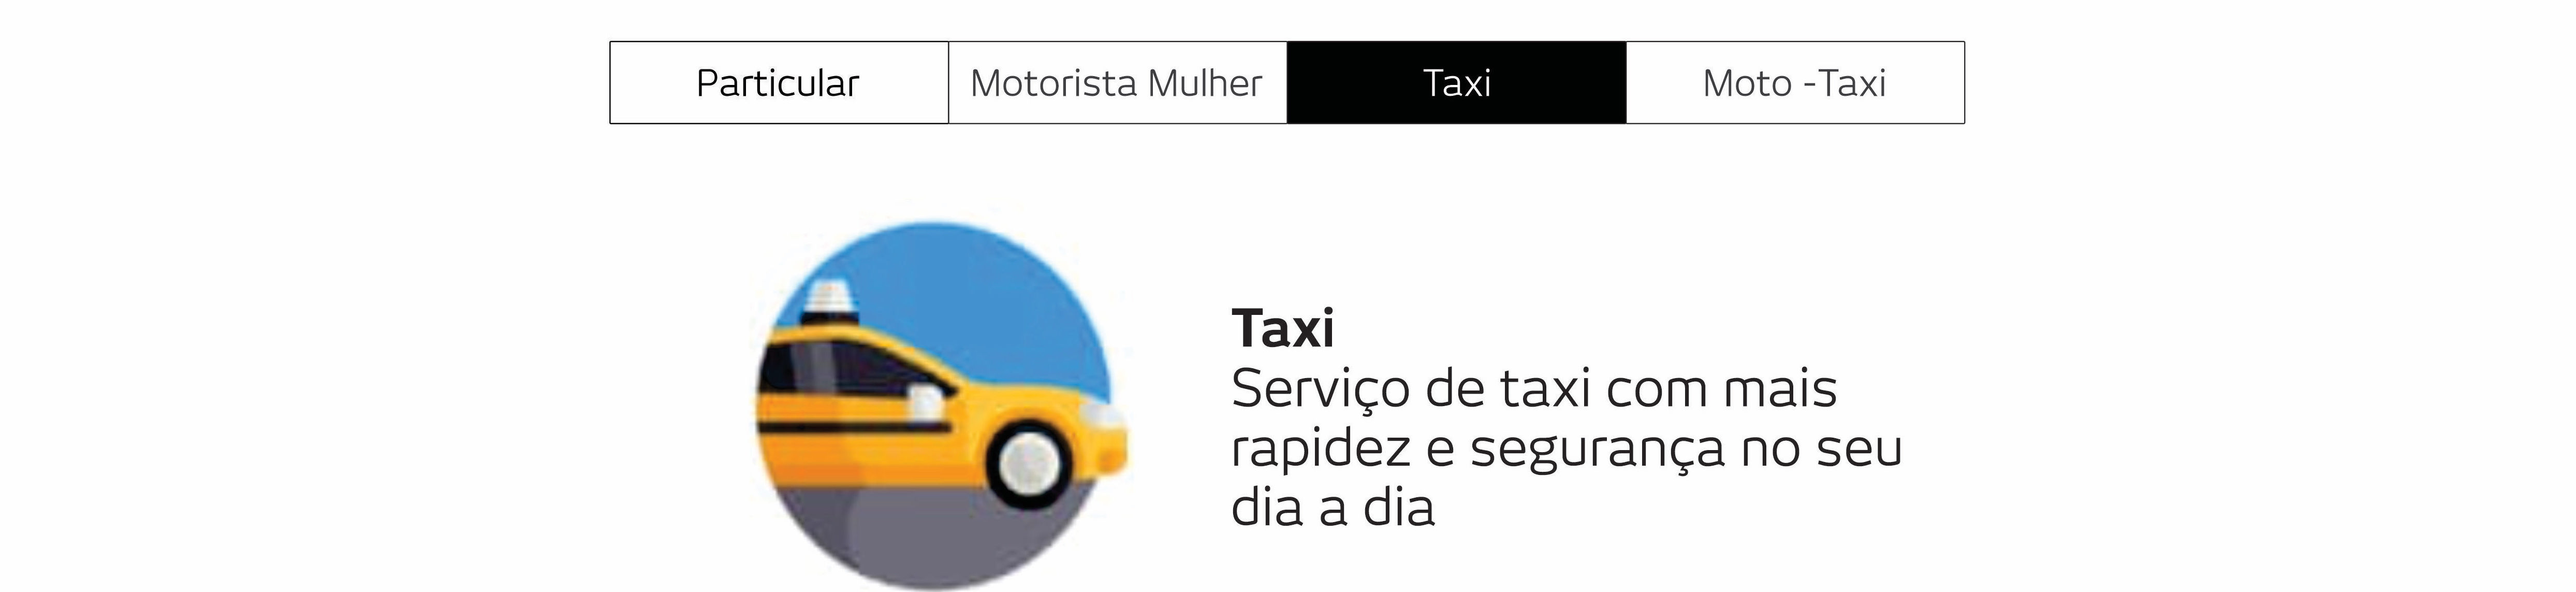 Particular Motorista Mulher Taxi Moto -Taxi
Taxi
Serviço de taxi com mais
rapidez e segurança no seu
dia a dia